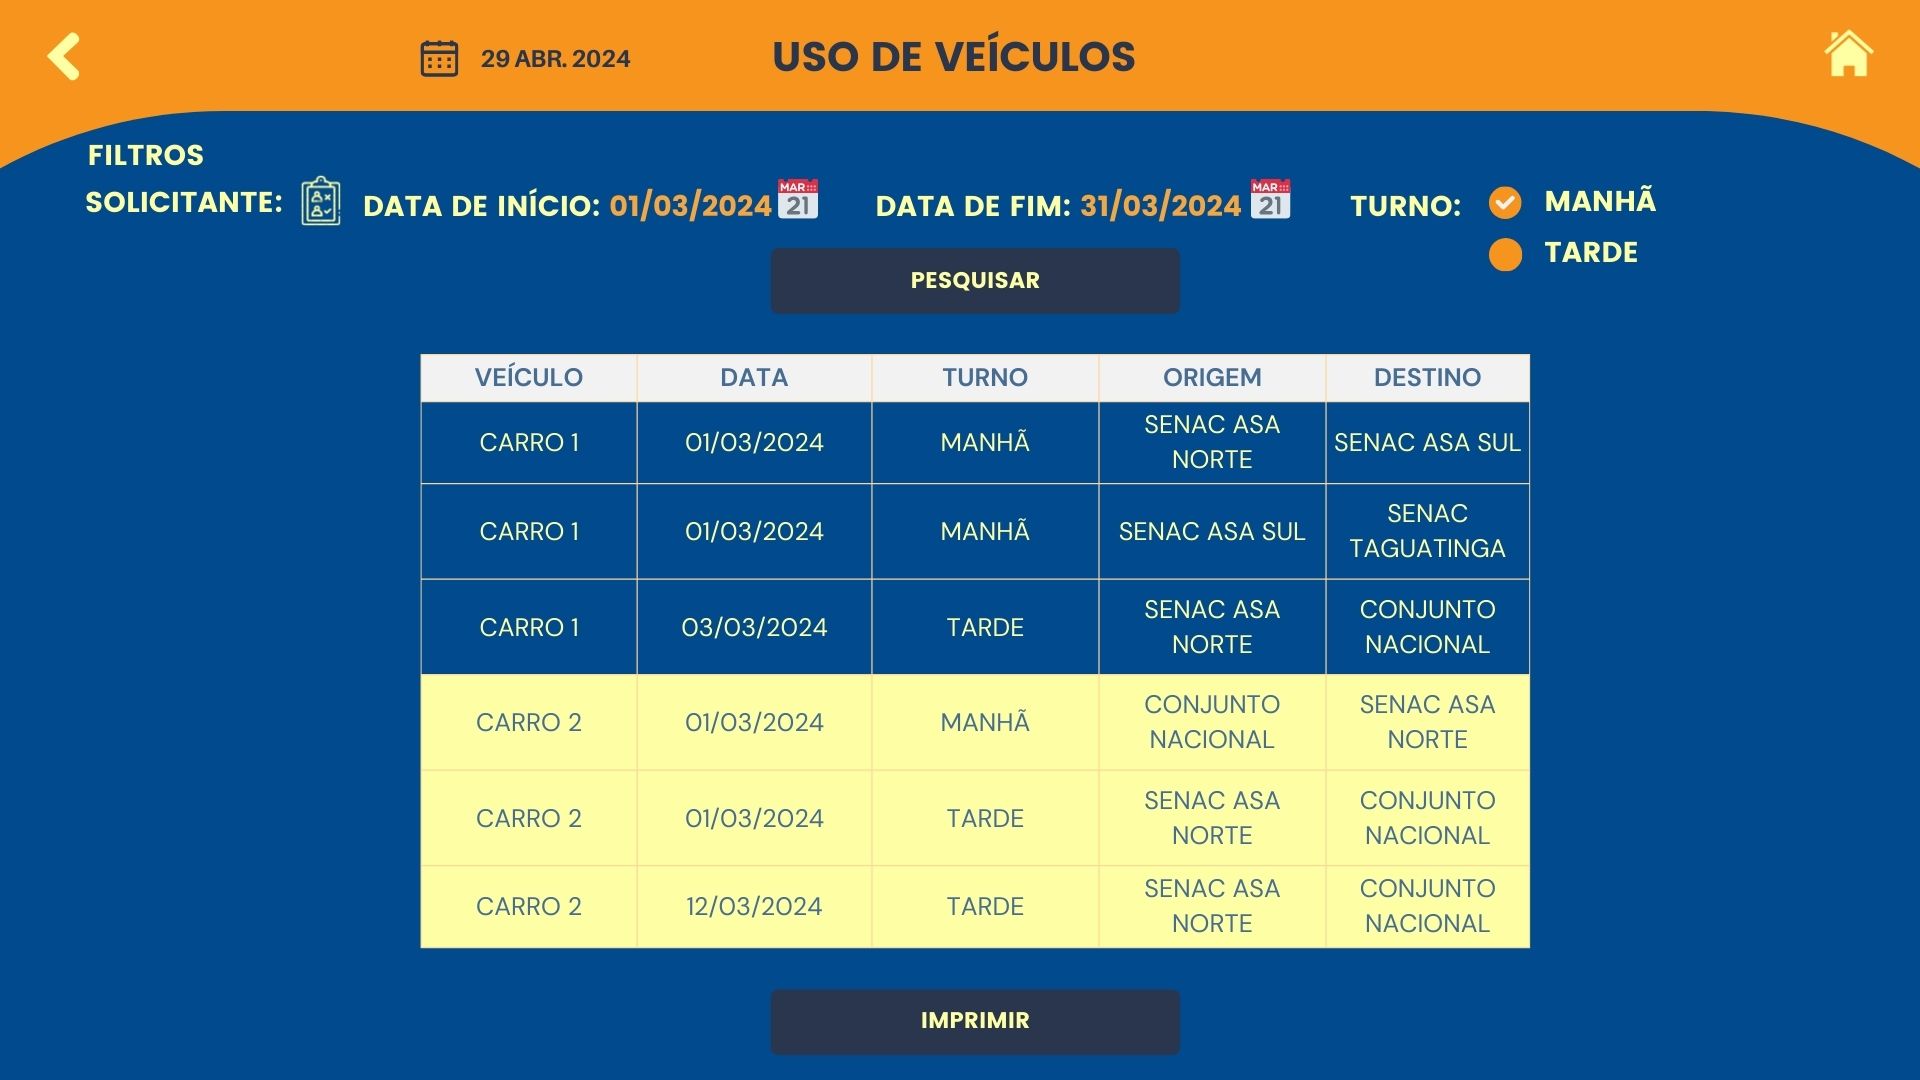 29 ABR. 2024
USO DE VEÍCULOS
FILTROS
SOLICITANTE:
DATA DE INÍCIO: 01/03/2024
MAR
21
DATA DE FIM: 31/03/2024
MAR
21
TURNO:
MANHÃ
TARDE
PESQUISAR
VEÍCULO DATA TURNO ORIGEM DESTINO
CARRO 1 01/03/2024 MANHÃ SENAC ASA NORTE SENAC ASA SUL
CARRO 1 01/03/2024 MANHÃ SENAC ASA SUL SENAC TAGUATINGA
CARRO 1 03/03/2024 TARDE SENAC ASA NORTE CONJUNTO NACIONAL
CARRO 2 01/03/2024 MANHÃ CONJUNTO NACIONAL SENAC ASA NORTE
CARRO 2 01/03/2024 TARDE SENAC ASA NORTE CONJUNTO NACIONAL
CARRO 2 12/03/2024 TARDE SENAC ASA NORTE CONJUNTO NACIONAL
IMPRIMIR